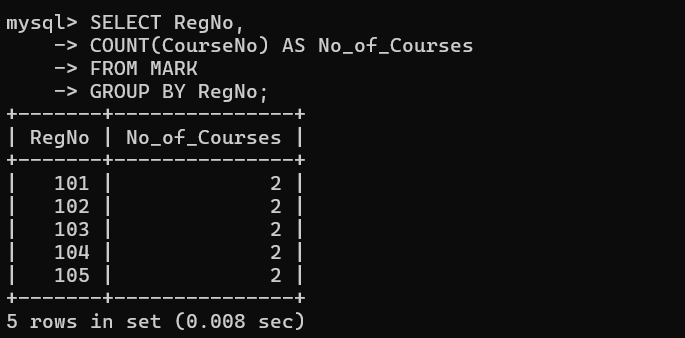 mysql> SELECT RegNo,
    -> COUNT(CourseNo) AS No_of_Courses
    -> FROM MARK
    -> GROUP BY RegNo;
+-------+---------------+
| RegNo | No_of_Courses |
+-------+---------------+
|   101 |             2 |
|   102 |             2 |
|   103 |             2 |
|   104 |             2 |
|   105 |             2 |
+-------+---------------+
5 rows in set (0.008 sec)